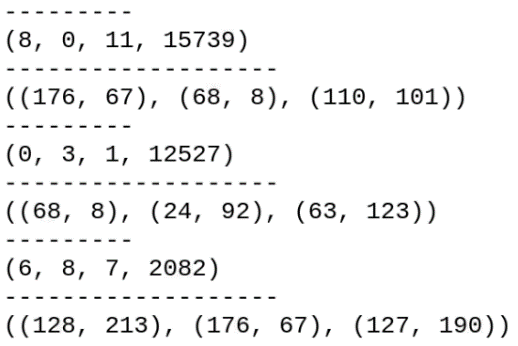 ---------
(8, 0, 11, 15739)
-------------------
((176, 67), (68, 8), (110, 101))
---------
(0, 3, 1, 12527)
-------------------
((68, 8), (24, 92), (63, 123))
---------
(6, 8, 7, 2082)
-------------------
((128, 213), (176, 67), (127, 190))